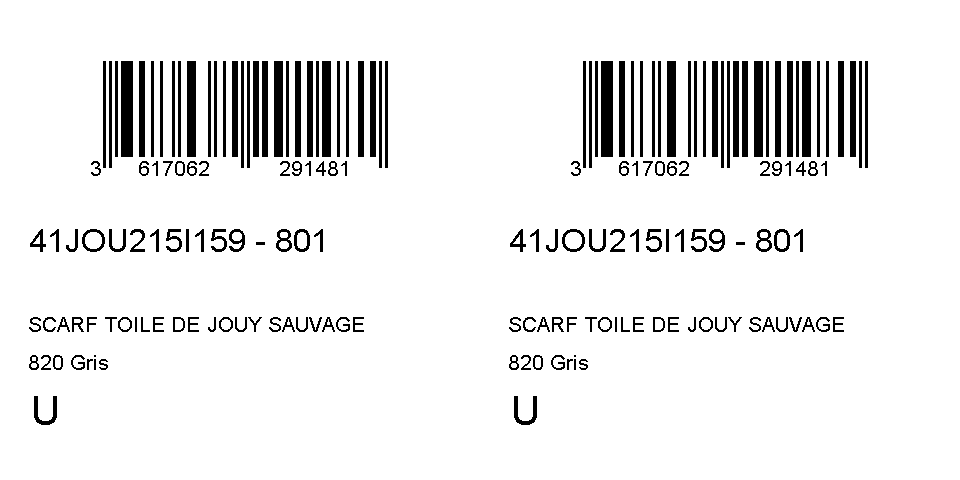 3 617062 291481
41JOU215I159 - 801
SCARF TOILE DE JOUY SAUVAGE
820 Gris
U
3 617062 291481
41JOU215I159 - 801
SCARF TOILE DE JOUY SAUVAGE
820 Gris
U